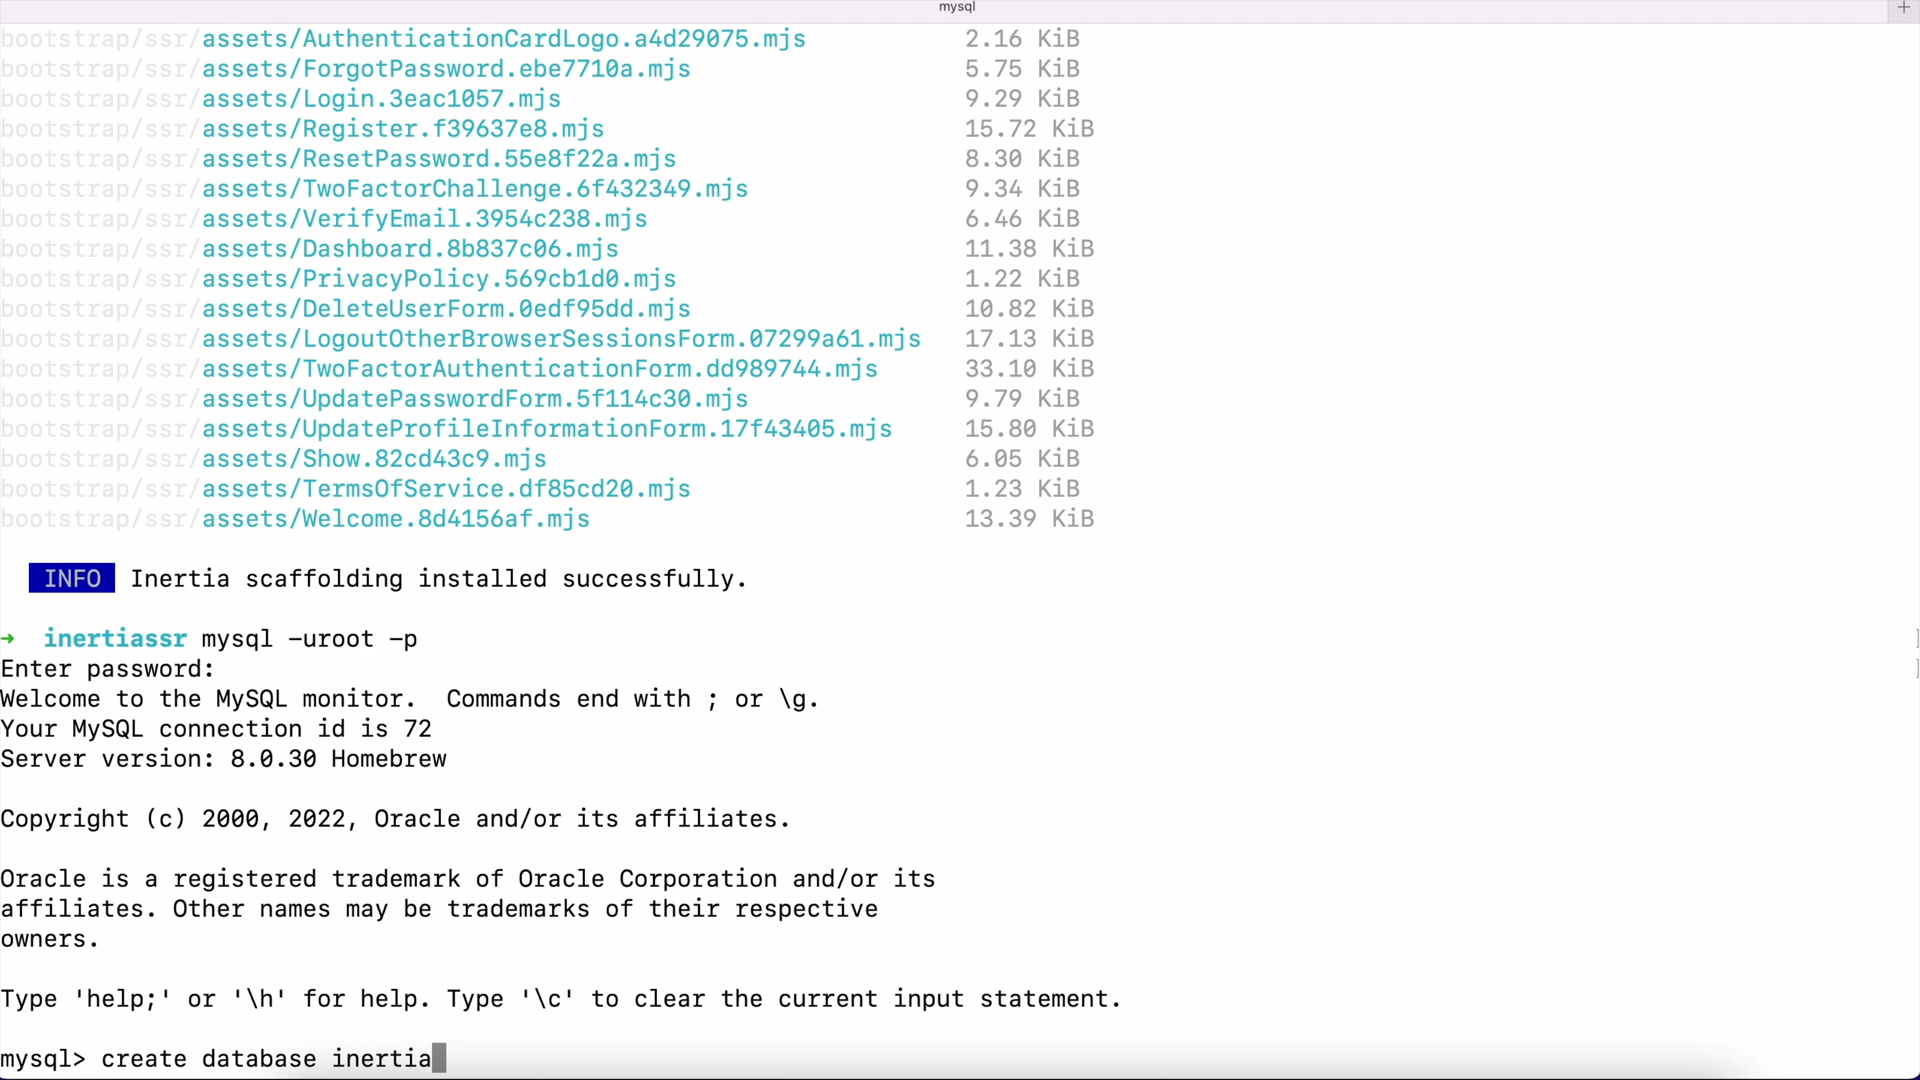 mysql
bootstrap/ssr/assets/AuthenticationCardLogo.a4d29075.mjs 2.16 KiB
bootstrap/ssr/assets/ForgotPassword.ebe7710a.mjs 5.75 KiB
bootstrap/ssr/assets/Login.3eac1057.mjs 9.29 KiB
bootstrap/ssr/assets/Register.f39637e8.mjs 15.72 KiB
bootstrap/ssr/assets/ResetPassword.55e8f22a.mjs 8.30 KiB
bootstrap/ssr/assets/TwoFactorChallenge.6f432349.mjs 9.34 KiB
bootstrap/ssr/assets/VerifyEmail.3954c238.mjs 6.46 KiB
bootstrap/ssr/assets/Dashboard.8b837c06.mjs 11.38 KiB
bootstrap/ssr/assets/PrivacyPolicy.569cb1d0.mjs 1.22 KiB
bootstrap/ssr/assets/DeleteUserForm.0edf95dd.mjs 10.82 KiB
bootstrap/ssr/assets/LogoutOtherBrowserSessionsForm.07299a61.mjs 17.13 KiB
bootstrap/ssr/assets/TwoFactorAuthenticationForm.dd989744.mjs 33.10 KiB
bootstrap/ssr/assets/UpdatePasswordForm.5f114c30.mjs 9.79 KiB
bootstrap/ssr/assets/UpdateProfileInformationForm.17f43405.mjs 15.80 KiB
bootstrap/ssr/assets/Show.82cd43c9.mjs 6.05 KiB
bootstrap/ssr/assets/TermsOfService.df85cd20.mjs 1.23 KiB
bootstrap/ssr/assets/Welcome.8d4156af.mjs 13.39 KiB
INFO Inertia scaffolding installed successfully.
→ inertiassr mysql -uroot -p
Enter password:
Welcome to the MySQL monitor.  Commands end with ; or \g.
Your MySQL connection id is 72
Server version: 8.0.30 Homebrew
Copyright (c) 2000, 2022, Oracle and/or its affiliates.
Oracle is a registered trademark of Oracle Corporation and/or its
affiliates. Other names may be trademarks of their respective
owners.
Type 'help;' or '\h' for help. Type '\c' to clear the current input statement.
mysql> create database inertia